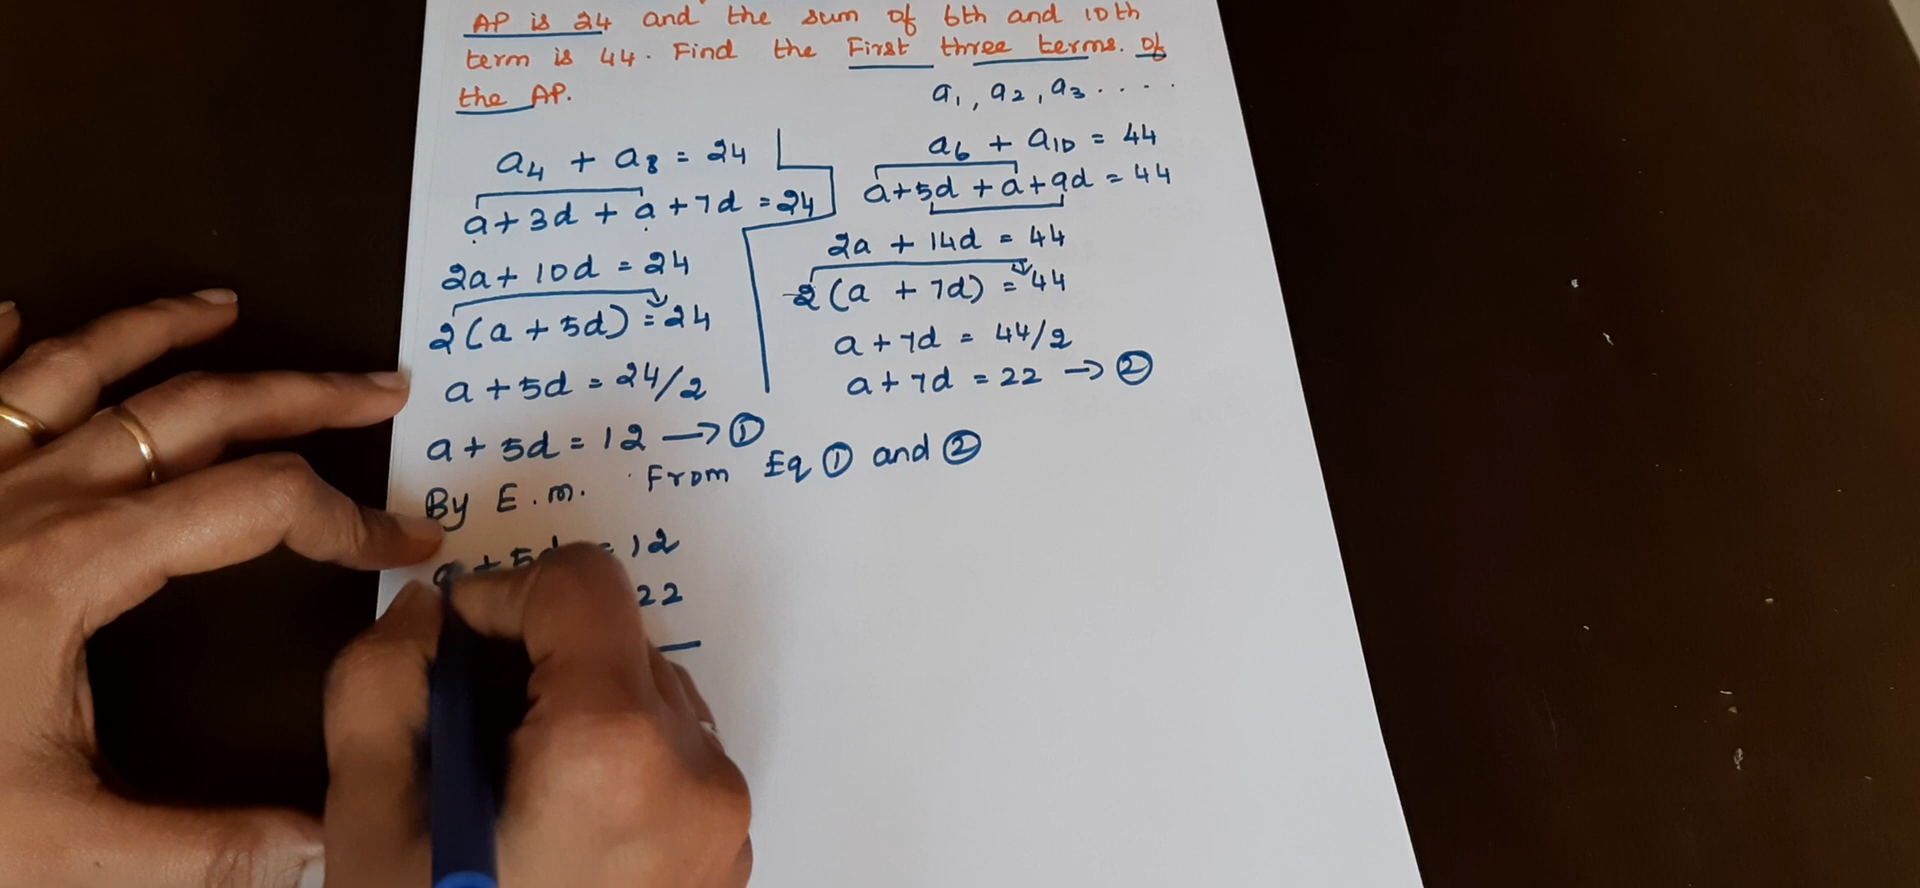 AP is 24 and the sum of 6th and 10th
term is 44. Find the First three terms. of
the AP.
a1, a2, a3 ....
a4 + a8 = 24
a + 3d + a + 7d = 24
2a + 10d = 24
2(a + 5d) = 24
a + 5d = 24/2
a + 5d = 12 → ①
a6 + a10 = 44
a+5d + a+9d = 44
2a + 14d = 44
2(a + 7d) = 44
a + 7d = 44/2
a + 7d = 22 → ②
By E.m. From Eq ① and ②
a + 5d = 12
22